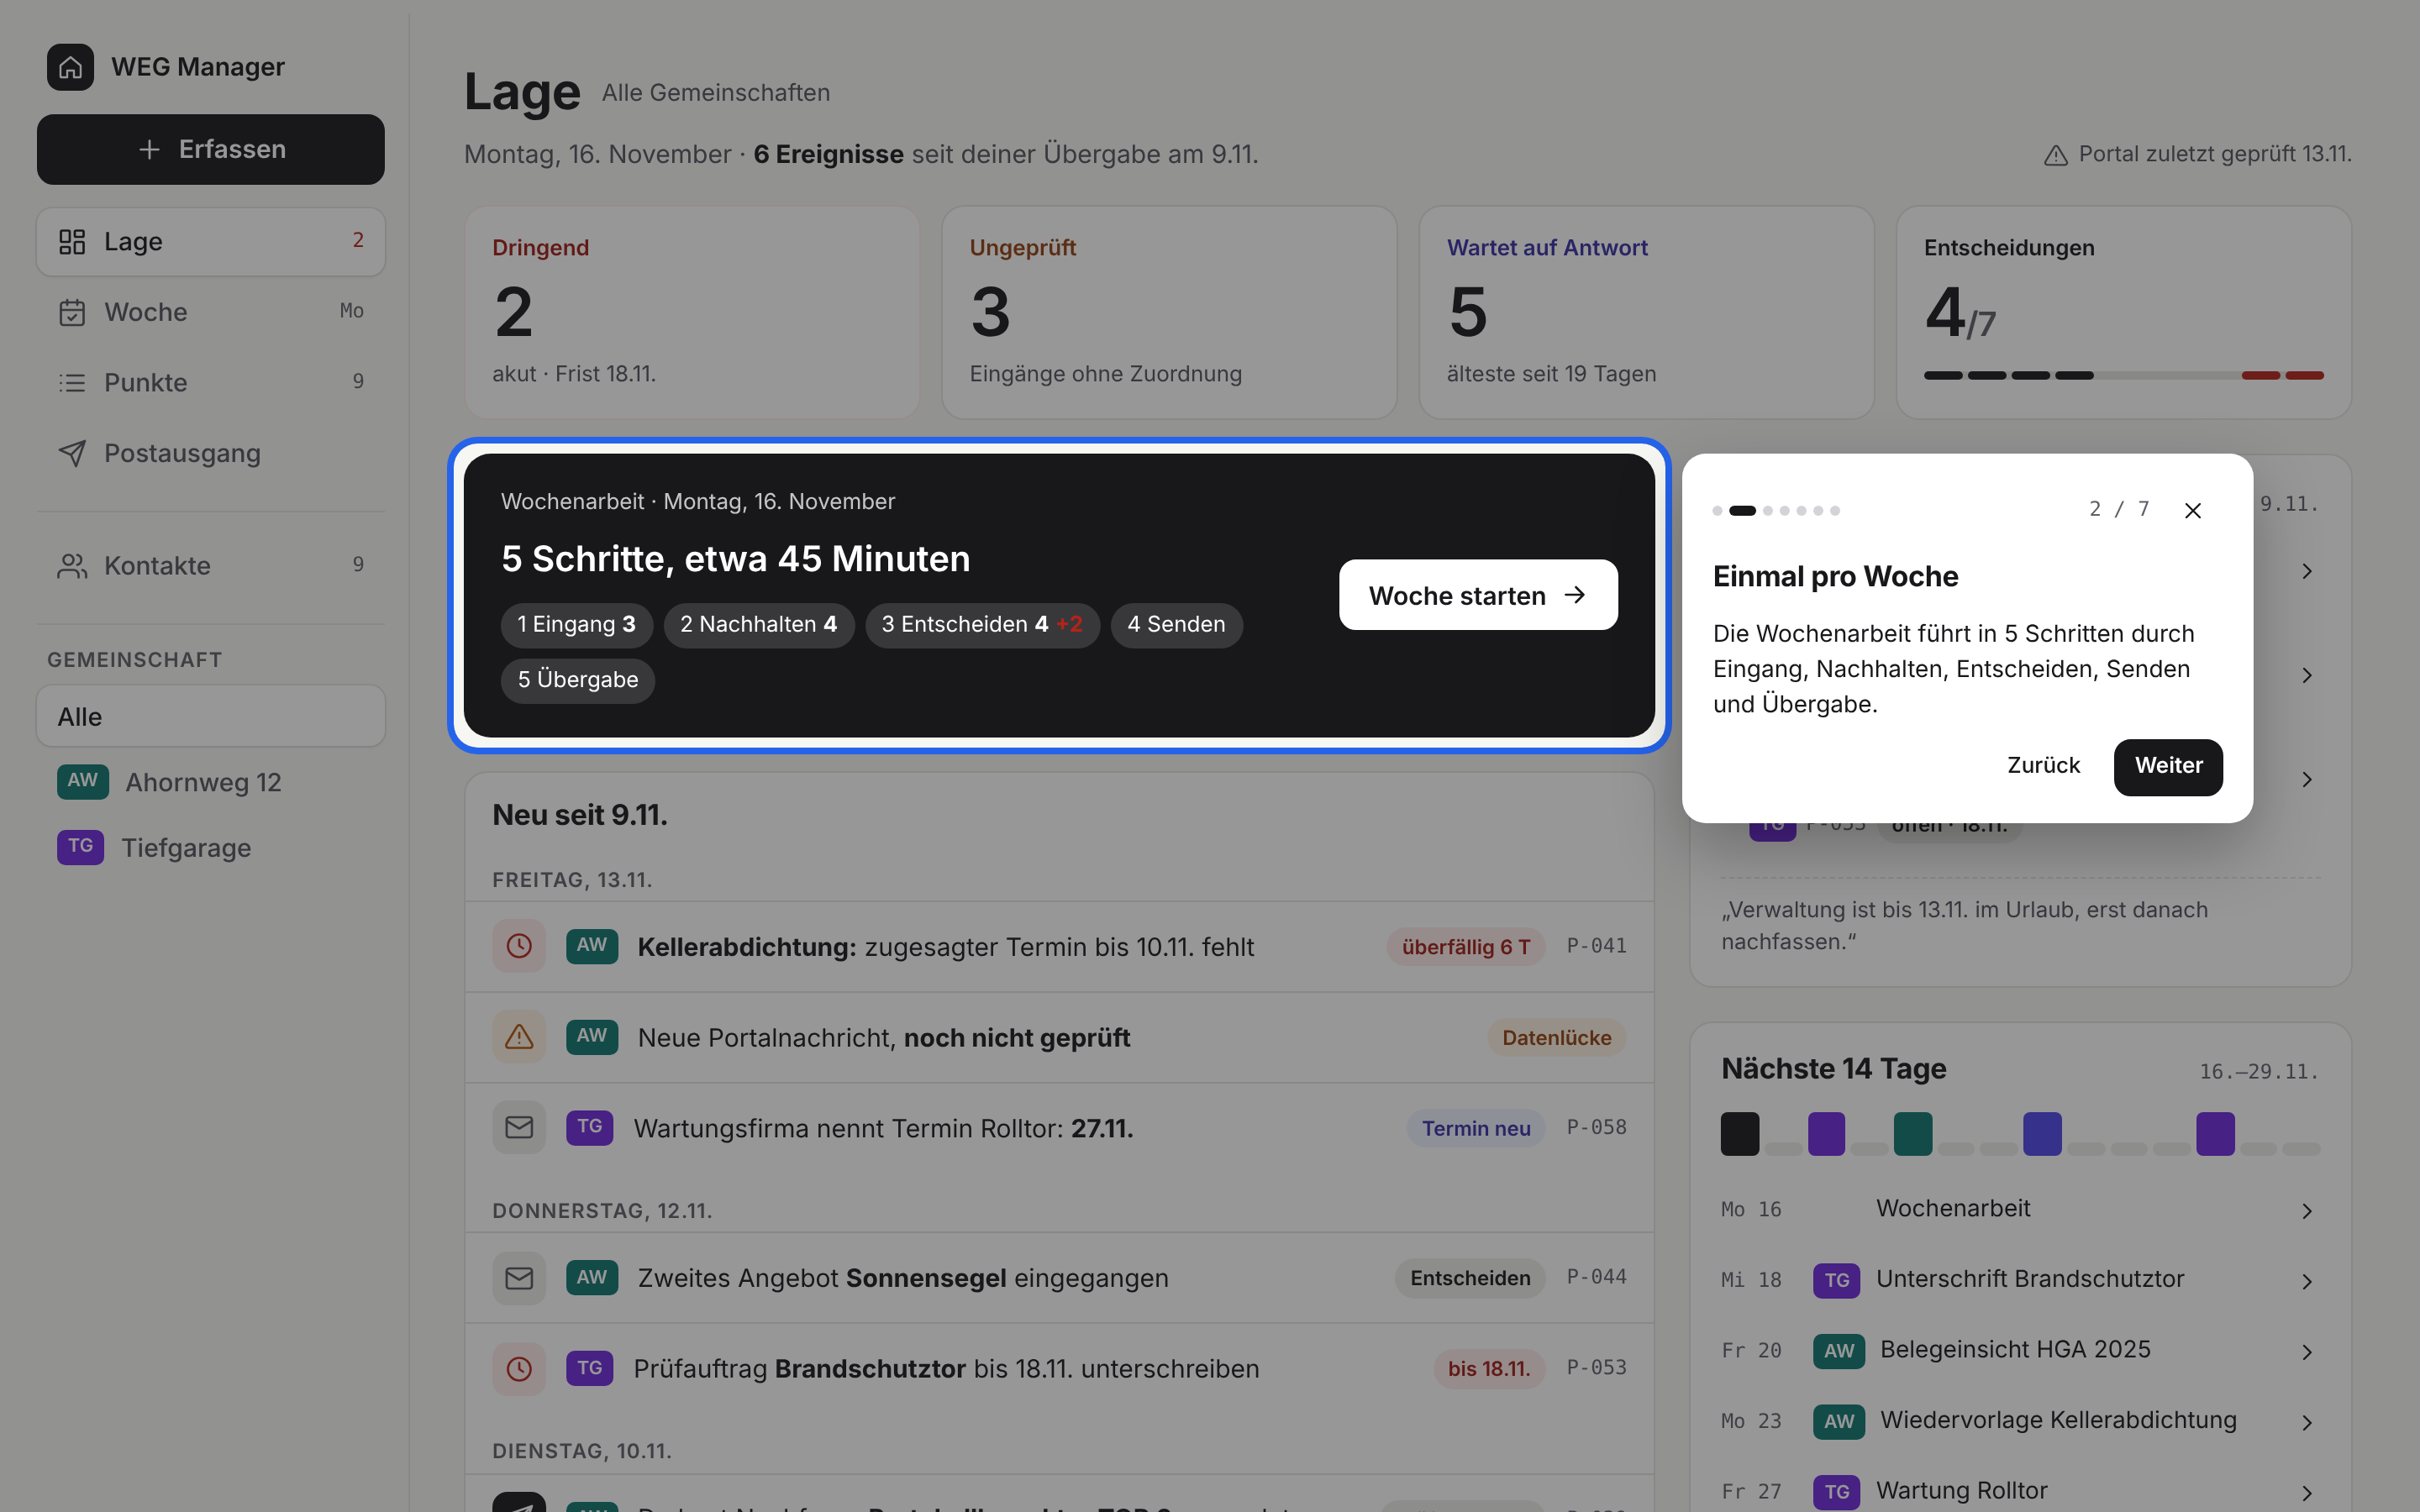 WEG Manager
Erfassen
Lage 2
Woche Mo
Punkte 9
Postausgang
Kontakte 9
GEMEINSCHAFT
Alle
AW Ahornweg 12
TG Tiefgarage
Lage Alle Gemeinschaften
Montag, 16. November · 6 Ereignisse seit deiner Übergabe am 9.11.
Portal zuletzt geprüft 13.11.
Dringend
2
akut · Frist 18.11.
Ungeprüft
3
Eingänge ohne Zuordnung
Wartet auf Antwort
5
älteste seit 19 Tagen
Entscheidungen
4/7
Wochenarbeit · Montag, 16. November
5 Schritte, etwa 45 Minuten
1 Eingang 3 2 Nachhalten 4 3 Entscheiden 4 +2 4 Senden
5 Übergabe
Woche starten
2 / 7
Einmal pro Woche
Die Wochenarbeit führt in 5 Schritten durch
Eingang, Nachhalten, Entscheiden, Senden
und Übergabe.
Zurück Weiter
9.11.
TG P-053 offen · 18.11.
„Verwaltung ist bis 13.11. im Urlaub, erst danach
nachfassen.“
Neu seit 9.11.
FREITAG, 13.11.
AW Kellerabdichtung: zugesagter Termin bis 10.11. fehlt überfällig 6 T P-041
AW Neue Portalnachricht, noch nicht geprüft Datenlücke
TG Wartungsfirma nennt Termin Rolltor: 27.11. Termin neu P-058
DONNERSTAG, 12.11.
AW Zweites Angebot Sonnensegel eingegangen Entscheiden P-044
TG Prüfauftrag Brandschutztor bis 18.11. unterschreiben bis 18.11. P-053
DIENSTAG, 10.11.
Nächste 14 Tage 16.–29.11.
Mo 16 Wochenarbeit
Mi 18 TG Unterschrift Brandschutztor
Fr 20 AW Belegeinsicht HGA 2025
Mo 23 AW Wiedervorlage Kellerabdichtung
Fr 27 TG Wartung Rolltor